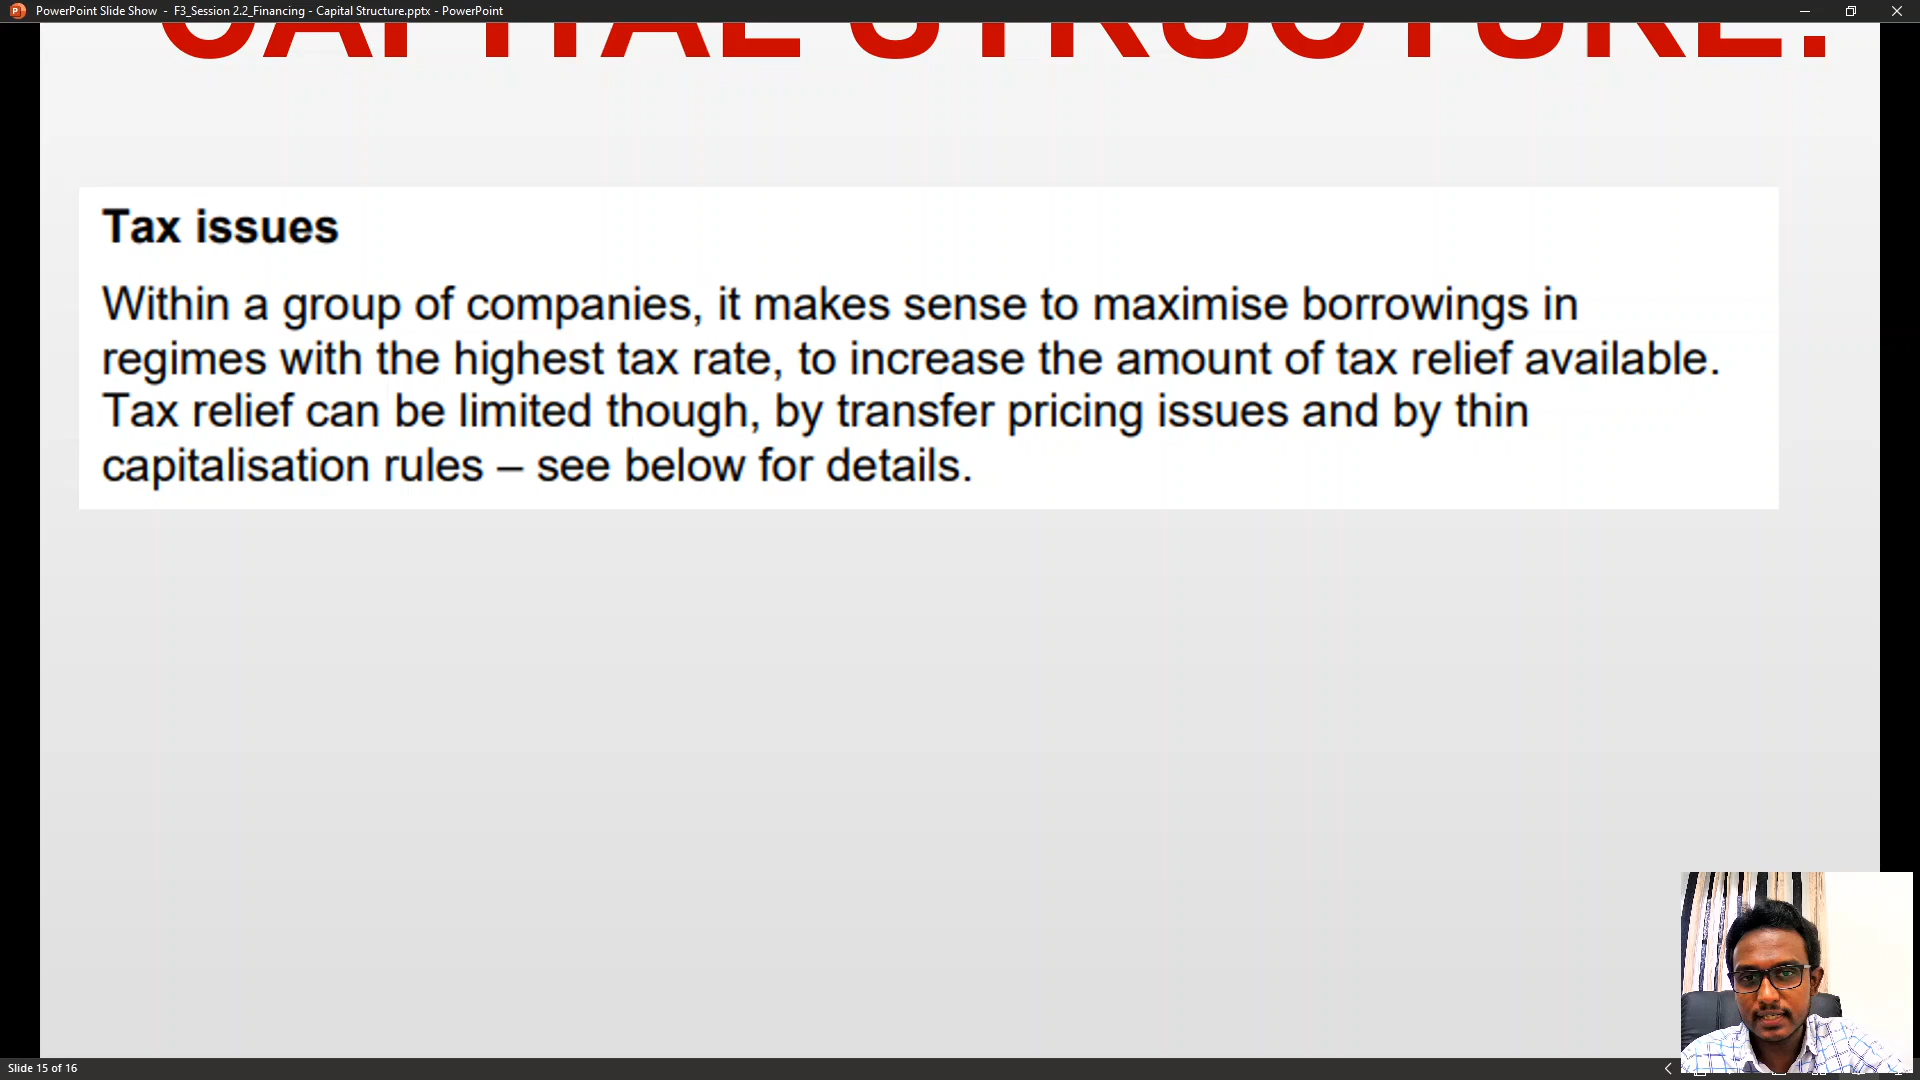 PowerPoint Slide Show - F3_Session 2.2_Financing - Capital Structure.pptx - PowerPoint
CAPITAL STRUCTURE?
Tax issues
Within a group of companies, it makes sense to maximise borrowings in
regimes with the highest tax rate, to increase the amount of tax relief available.
Tax relief can be limited though, by transfer pricing issues and by thin
capitalisation rules – see below for details.
Slide 15 of 16